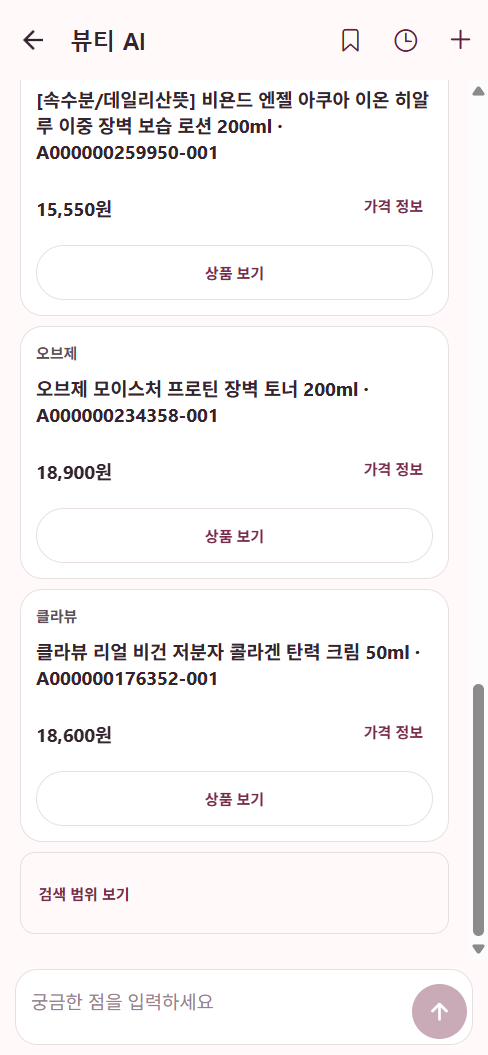 뷰티 AI
[속수분/데일리산뜻] 비욘드 엔젤 아쿠아 이온 히알
루 이중 장벽 보습 로션 200ml ·
A000000259950-001
15,550원
가격 정보
상품 보기
오브제
오브제 모이스처 프로틴 장벽 토너 200ml ·
A000000234358-001
18,900원
가격 정보
상품 보기
클라뷰
클라뷰 리얼 비건 저분자 콜라겐 탄력 크림 50ml ·
A000000176352-001
18,600원
가격 정보
상품 보기
검색 범위 보기
궁금한 점을 입력하세요